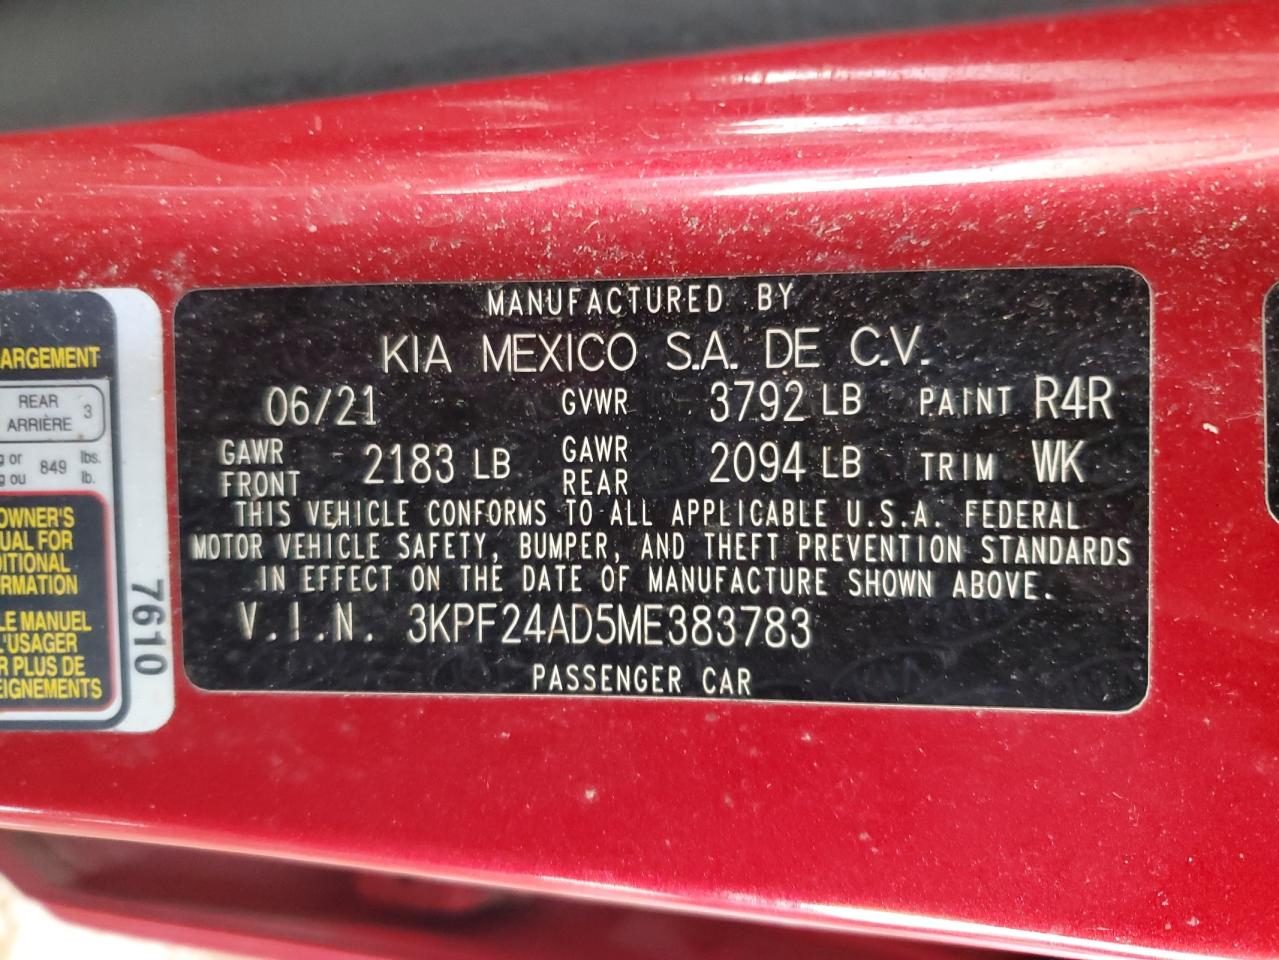 MANUFACTURED BY
KIA MEXICO S.A. DE C.V.
06/21 GVWR 3792 LB PAINT R4R
GAWR FRONT 2183 LB GAWR REAR 2094 LB TRIM WK
THIS VEHICLE CONFORMS TO ALL APPLICABLE U.S.A. FEDERAL
MOTOR VEHICLE SAFETY, BUMPER, AND THEFT PREVENTION STANDARDS
IN EFFECT ON THE DATE OF MANUFACTURE SHOWN ABOVE.
V.I.N. 3KPF24AD5ME383783
PASSENGER CAR
ARGEMENT
REAR
ARRIÈRE 3
g or 849 lbs.
g ou lb.
OWNER'S
UAL FOR
DITIONAL
ORMATION
LE MANUEL
L'USAGER
R PLUS DE
EIGNEMENTS
7610